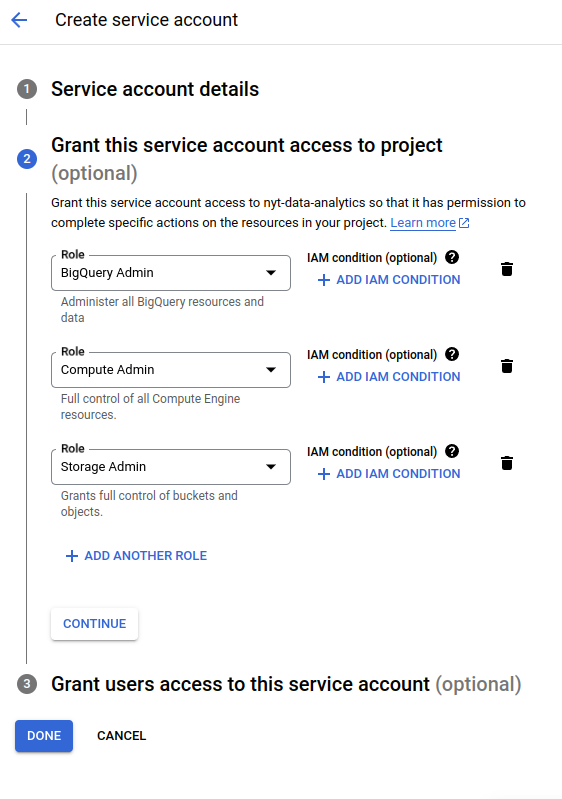 Create service account
1 Service account details
2 Grant this service account access to project
(optional)
Grant this service account access to nyt-data-analytics so that it has permission to
complete specific actions on the resources in your project. Learn more
Role
BigQuery Admin
IAM condition (optional) ?
+ ADD IAM CONDITION
Administer all BigQuery resources and
data
Role
Compute Admin
IAM condition (optional) ?
+ ADD IAM CONDITION
Full control of all Compute Engine
resources.
Role
Storage Admin
IAM condition (optional) ?
+ ADD IAM CONDITION
Grants full control of buckets and
objects.
+ ADD ANOTHER ROLE
CONTINUE
3 Grant users access to this service account (optional)
DONE CANCEL